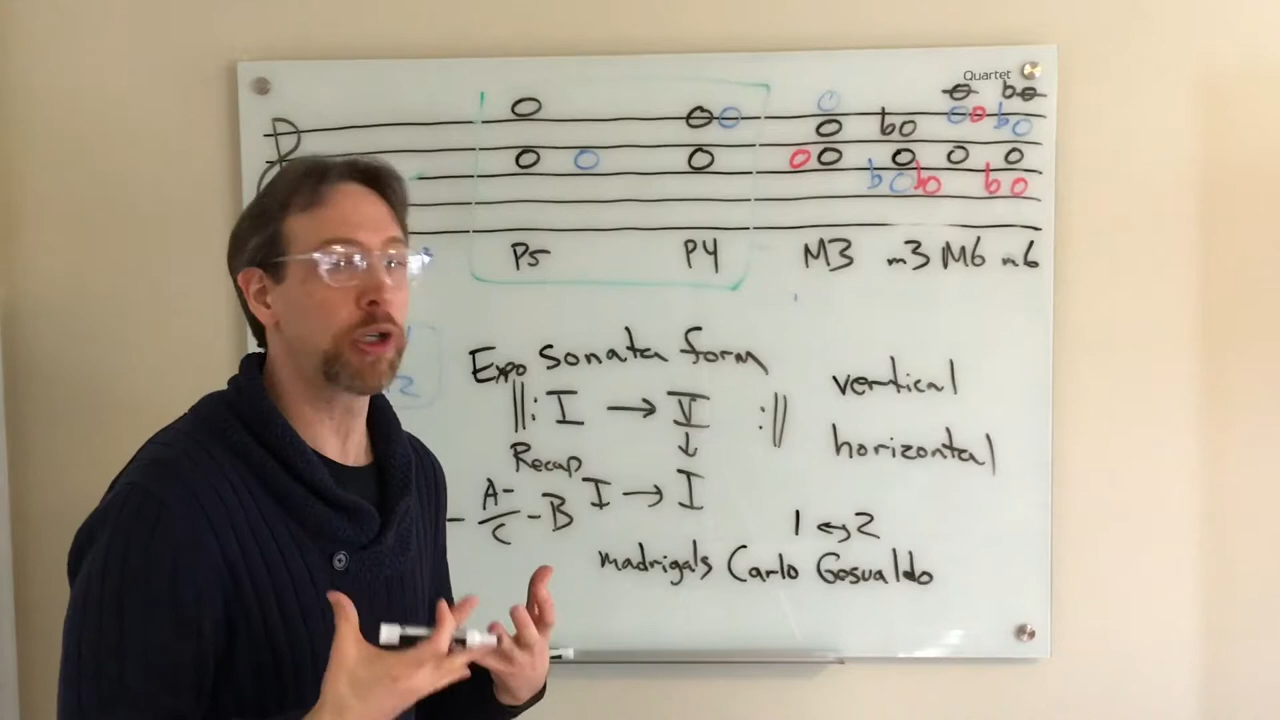 Quartet
P5 P4 M3 m3 M6 m6
Expo sonata form
||: I → V :||
↓
Recap
- A-/C - B I → I
vertical
horizontal
1 ↔ 2
madrigals Carlo Gesualdo